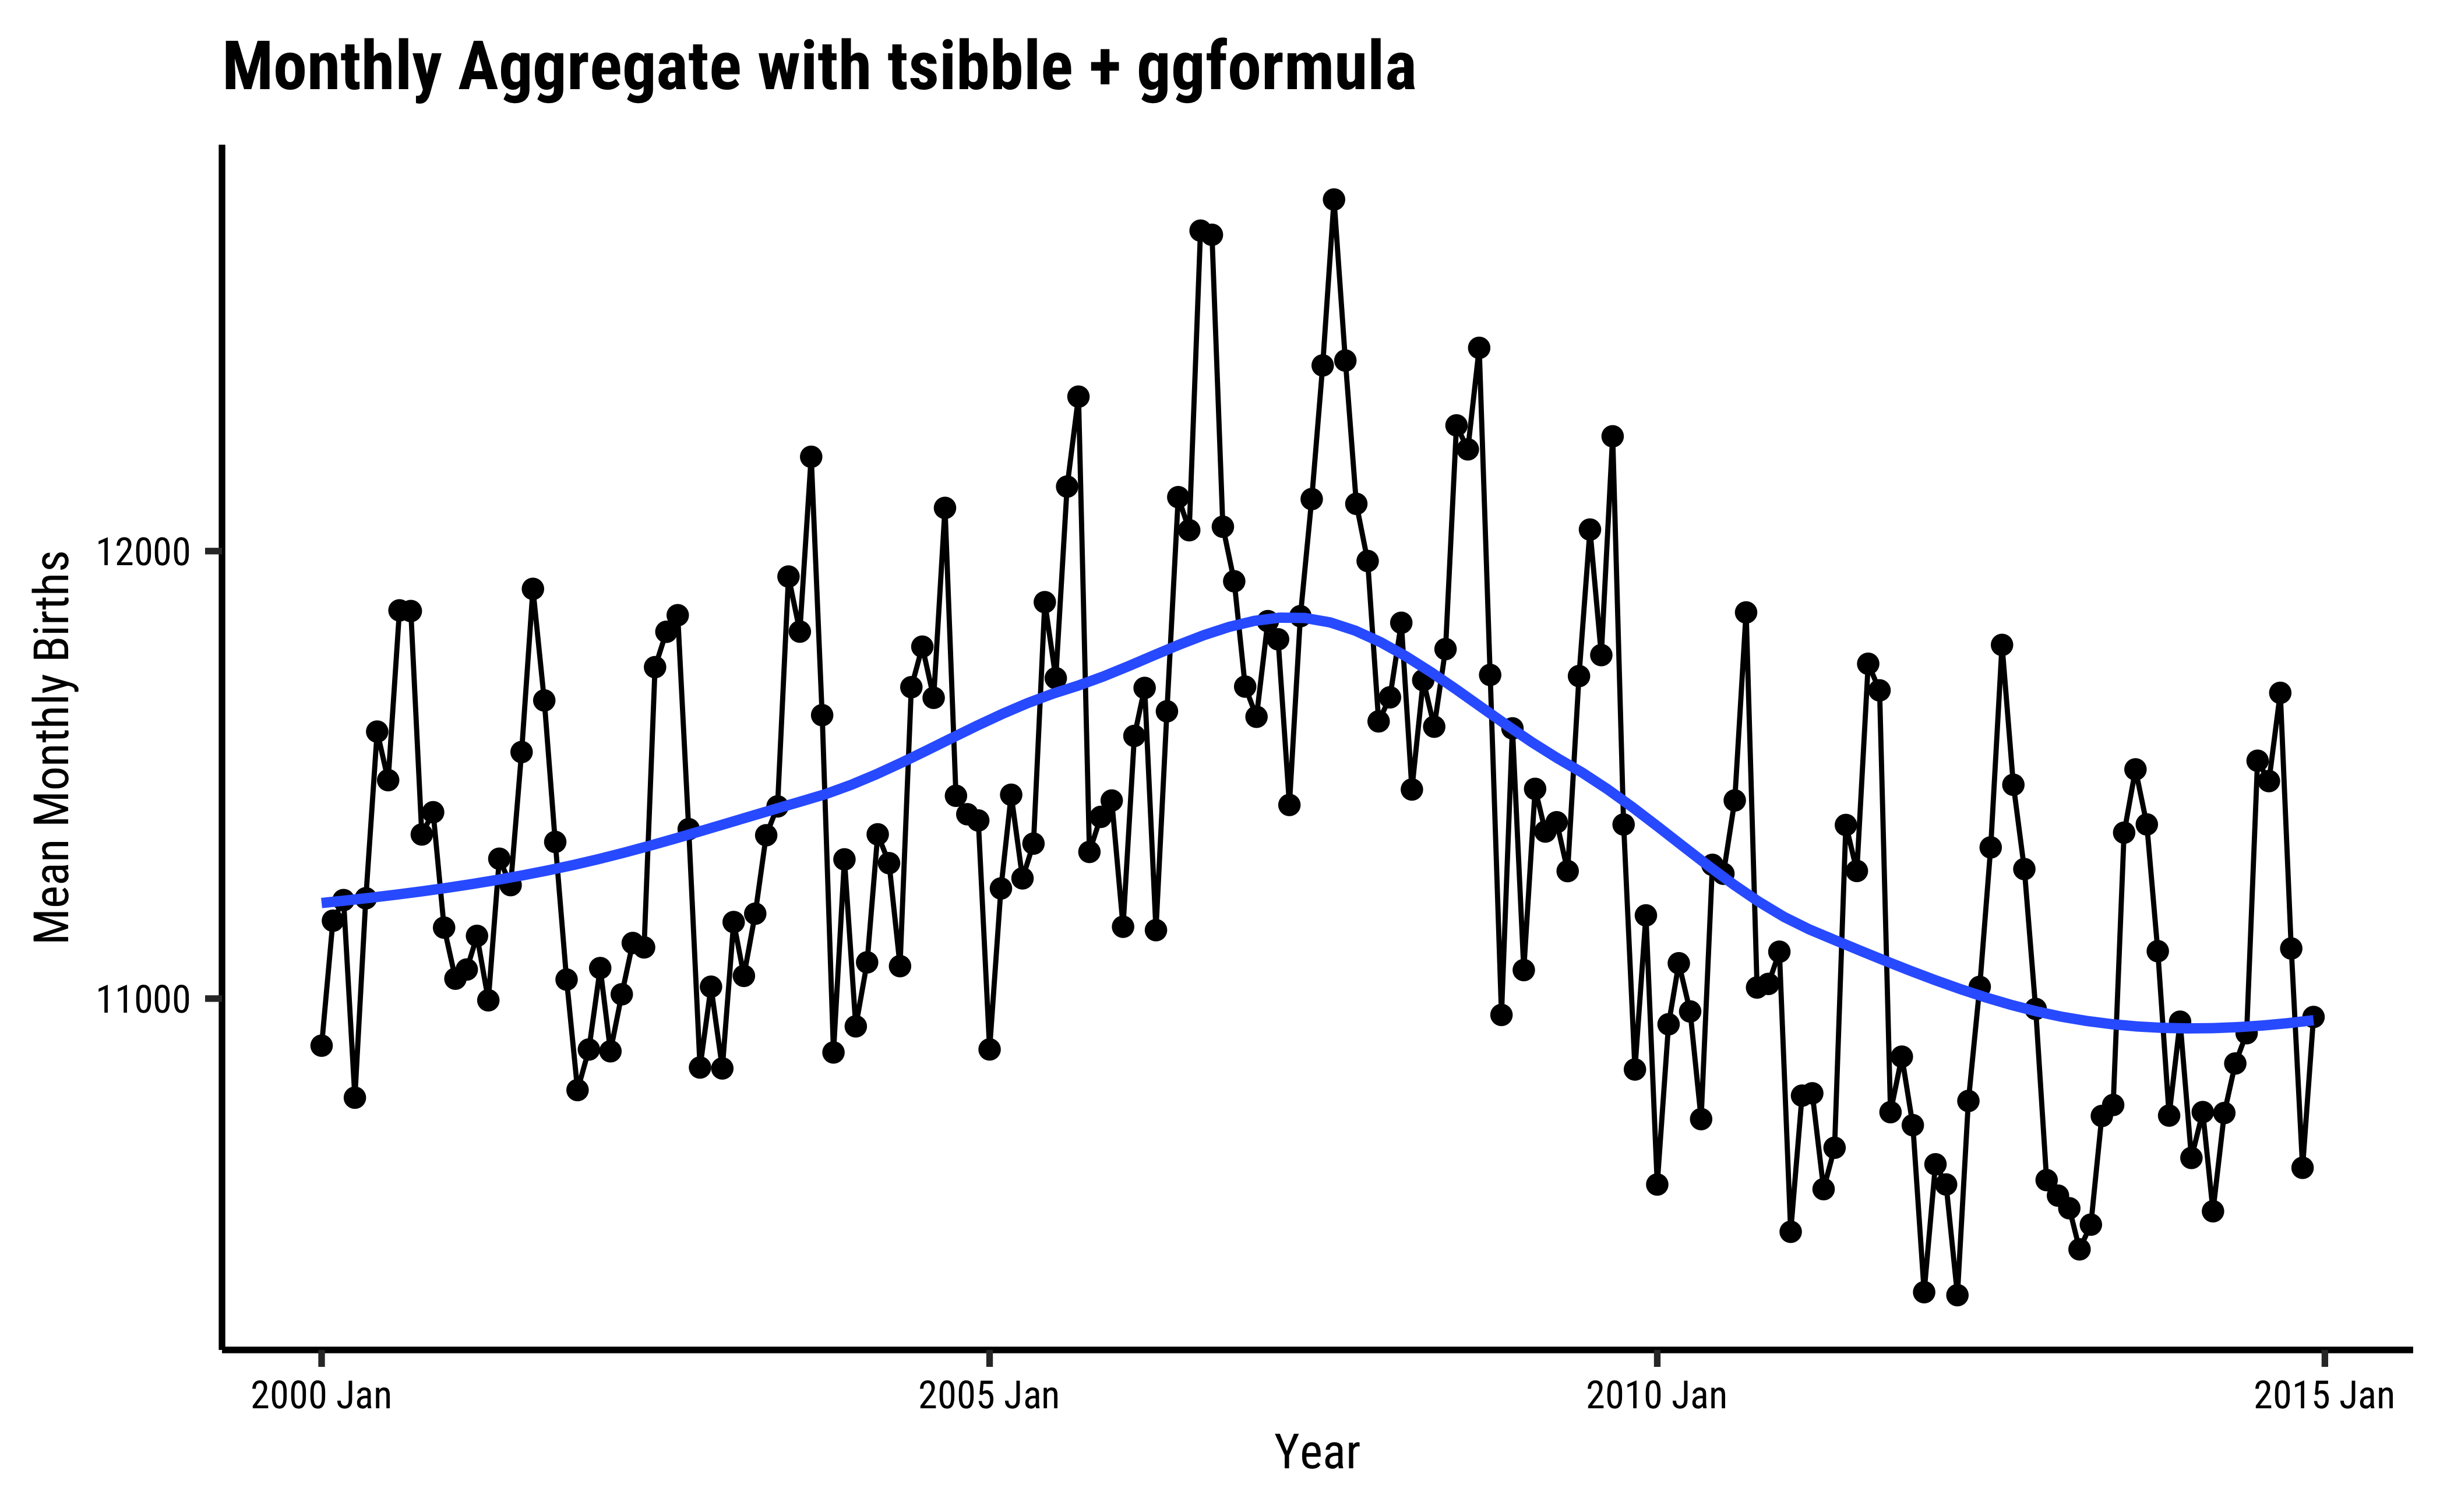 Monthly Aggregate with tsibble + ggformula
Mean Monthly Births
12000
11000
2000 Jan
2005 Jan
2010 Jan
2015 Jan
Year